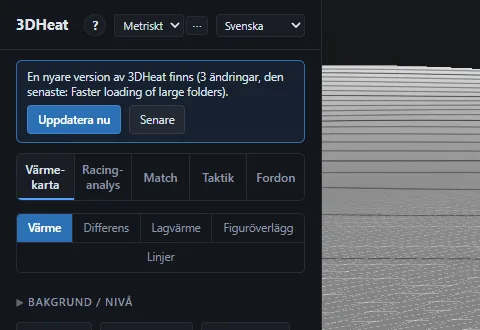 3DHeat
?
Metriskt
...
Svenska
En nyare version av 3DHeat finns (3 ändringar, den
senaste: Faster loading of large folders).
Uppdatera nu
Senare
Värme-
karta
Racing-
analys
Match
Taktik
Fordon
Värme
Differens
Lagvärme
Figuröverlägg
Linjer
▶ BAKGRUND / NIVÅ